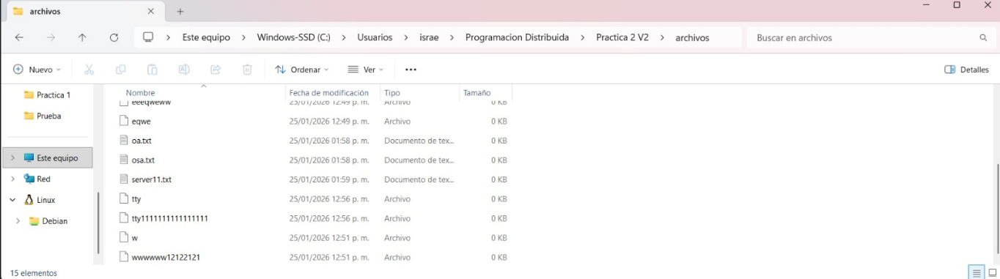 archivos
Este equipo > Windows-SSD (C:) > Usuarios > israe > Programacion Distribuida > Practica 2 V2 > archivos
Buscar en archivos
Nuevo
Ordenar
Ver
Detalles
Practica 1
Prueba
Este equipo
Red
Linux
Debian
Nombre Fecha de modificación Tipo Tamaño
eeeqweww 25/01/2026 12:49 p. m. Archivo 0 KB
eqwe 25/01/2026 12:49 p. m. Archivo 0 KB
oa.txt 25/01/2026 01:58 p. m. Documento de tex... 0 KB
osa.txt 25/01/2026 01:58 p. m. Documento de tex... 0 KB
server11.txt 25/01/2026 01:59 p. m. Documento de tex... 0 KB
tty 25/01/2026 12:56 p. m. Archivo 0 KB
tty1111111111111111 25/01/2026 12:56 p. m. Archivo 0 KB
w 25/01/2026 12:51 p. m. Archivo 0 KB
wwwwww12122121 25/01/2026 12:51 p. m. Archivo 0 KB
15 elementos